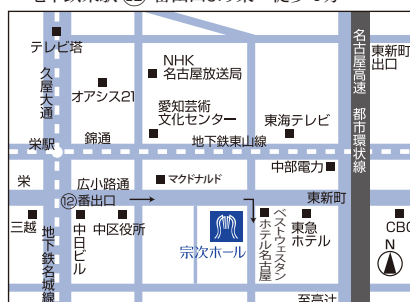 テレビ塔
久屋大通
オアシス21
NHK
名古屋放送局
愛知芸術
文化センター
東海テレビ
名古屋高速 都市環状線
東新町
出口
栄駅
錦通
地下鉄東山線
中部電力
栄
広小路通
マクドナルド
東新町
⑫番出口
三越
地下鉄名城線
中日ビル
中区役所
宗次ホール
ベストウェスタン
ホテル名古屋
東急
ホテル
CBC
N
至高辻